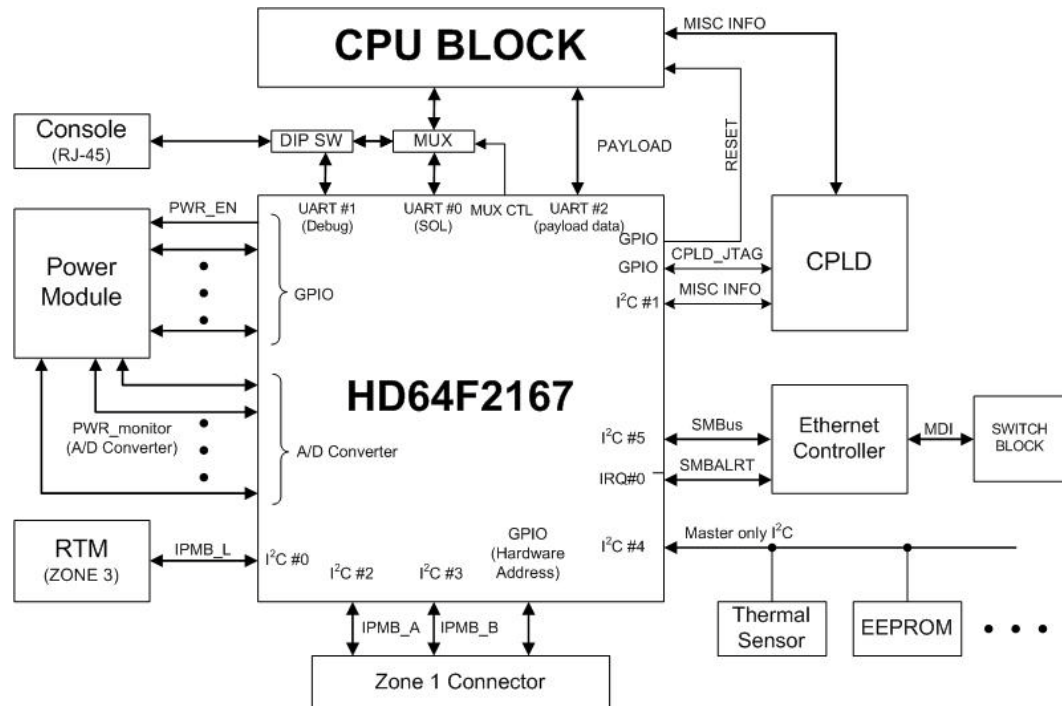 CPU BLOCK
MISC INFO
Console
(RJ-45)
DIP SW
MUX
PAYLOAD
RESET
PWR_EN
UART #1
(Debug)
UART #0
(SOL)
MUX CTL
UART #2
(payload data)
GPIO
CPLD_JTAG
GPIO
I²C #1
MISC INFO
CPLD
Power
Module
GPIO
HD64F2167
PWR_monitor
(A/D Converter)
A/D Converter
I²C #5
SMBus
Ethernet
Controller
MDI
SWITCH
BLOCK
IRQ#0
SMBALRT
RTM
(ZONE 3)
IPMB_L
I²C #0
I²C #2
I²C #3
GPIO
(Hardware
Address)
I²C #4
Master only I²C
Thermal
Sensor
EEPROM
IPMB_A
IPMB_B
Zone 1 Connector